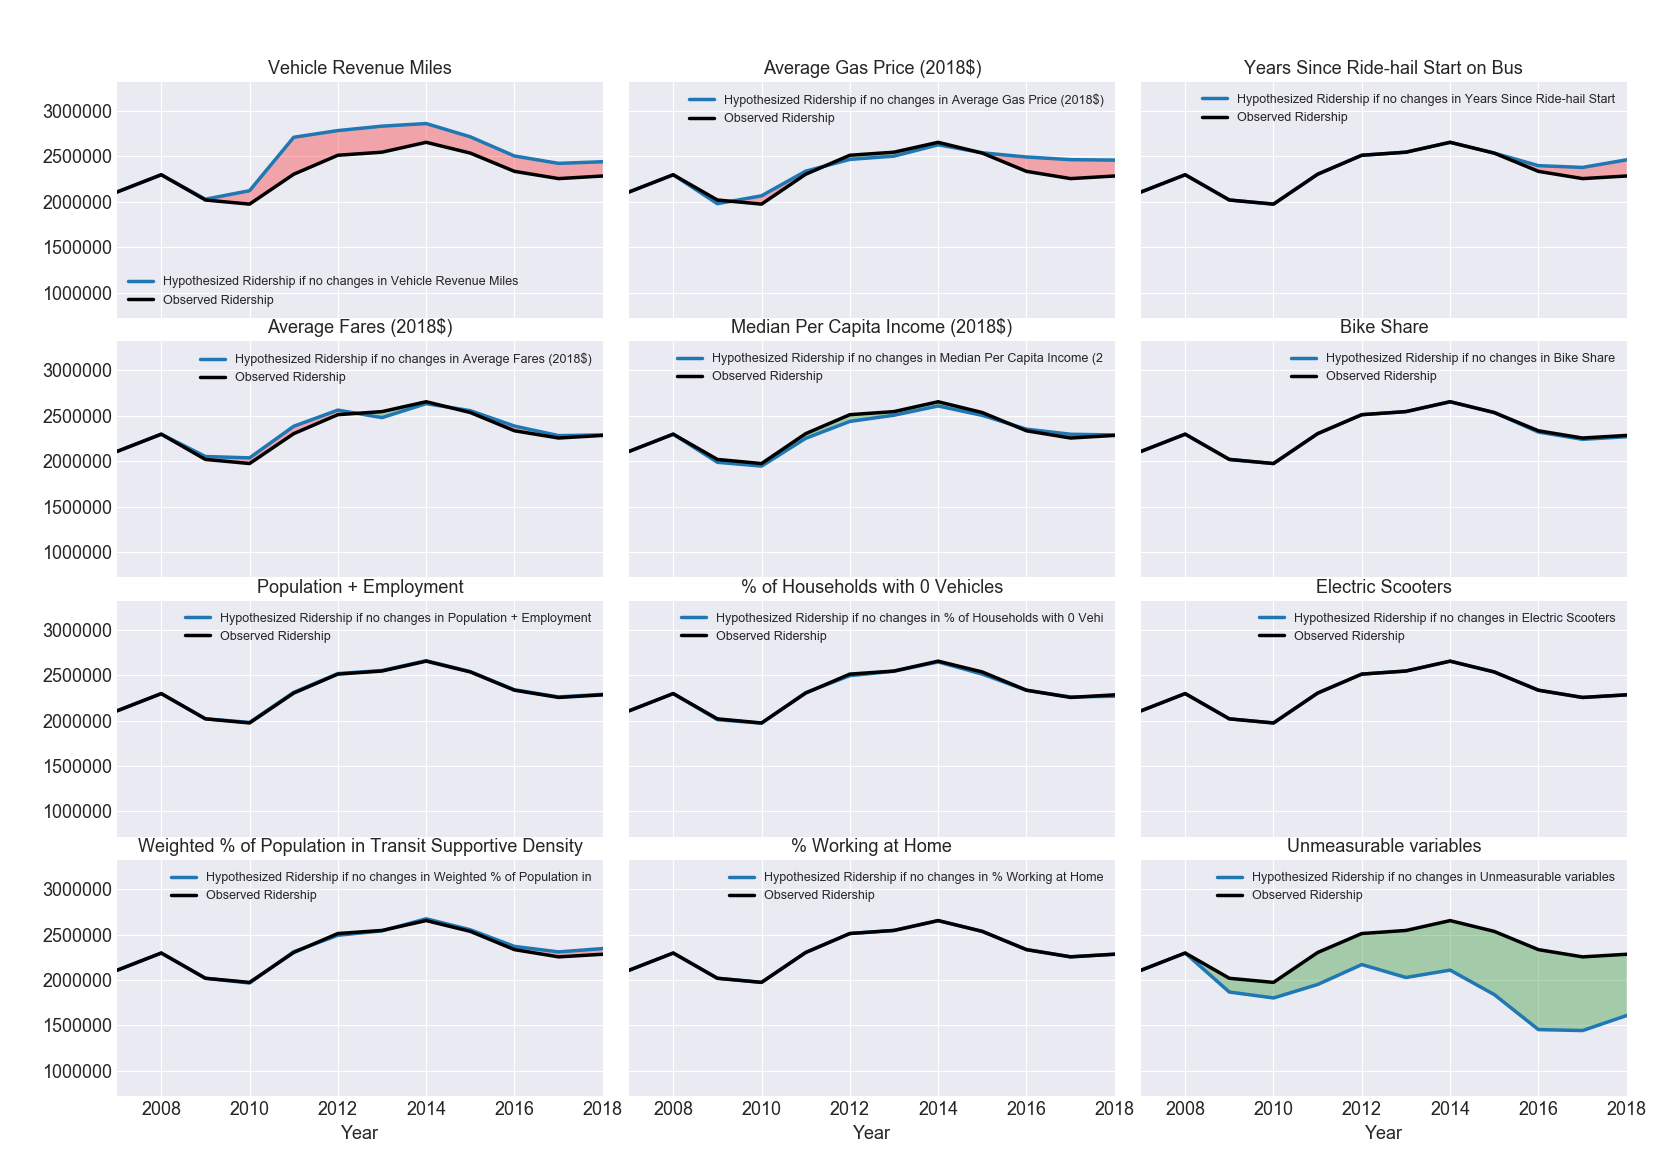 Vehicle Revenue Miles
3000000
2500000
2000000
1500000
1000000
Hypothesized Ridership if no changes in Vehicle Revenue Miles
Observed Ridership
Average Gas Price (2018$)
Hypothesized Ridership if no changes in Average Gas Price (2018$)
Observed Ridership
Years Since Ride-hail Start on Bus
Hypothesized Ridership if no changes in Years Since Ride-hail Start
Observed Ridership
Average Fares (2018$)
3000000
2500000
2000000
1500000
1000000
Hypothesized Ridership if no changes in Average Fares (2018$)
Observed Ridership
Median Per Capita Income (2018$)
Hypothesized Ridership if no changes in Median Per Capita Income (2
Observed Ridership
Bike Share
Hypothesized Ridership if no changes in Bike Share
Observed Ridership
Population + Employment
3000000
2500000
2000000
1500000
1000000
Hypothesized Ridership if no changes in Population + Employment
Observed Ridership
% of Households with 0 Vehicles
Hypothesized Ridership if no changes in % of Households with 0 Vehi
Observed Ridership
Electric Scooters
Hypothesized Ridership if no changes in Electric Scooters
Observed Ridership
Weighted % of Population in Transit Supportive Density
3000000
2500000
2000000
1500000
1000000
Hypothesized Ridership if no changes in Weighted % of Population in
Observed Ridership
2008 2010 2012 2014 2016 2018
Year
% Working at Home
Hypothesized Ridership if no changes in % Working at Home
Observed Ridership
2008 2010 2012 2014 2016 2018
Year
Unmeasurable variables
Hypothesized Ridership if no changes in Unmeasurable variables
Observed Ridership
2008 2010 2012 2014 2016 2018
Year